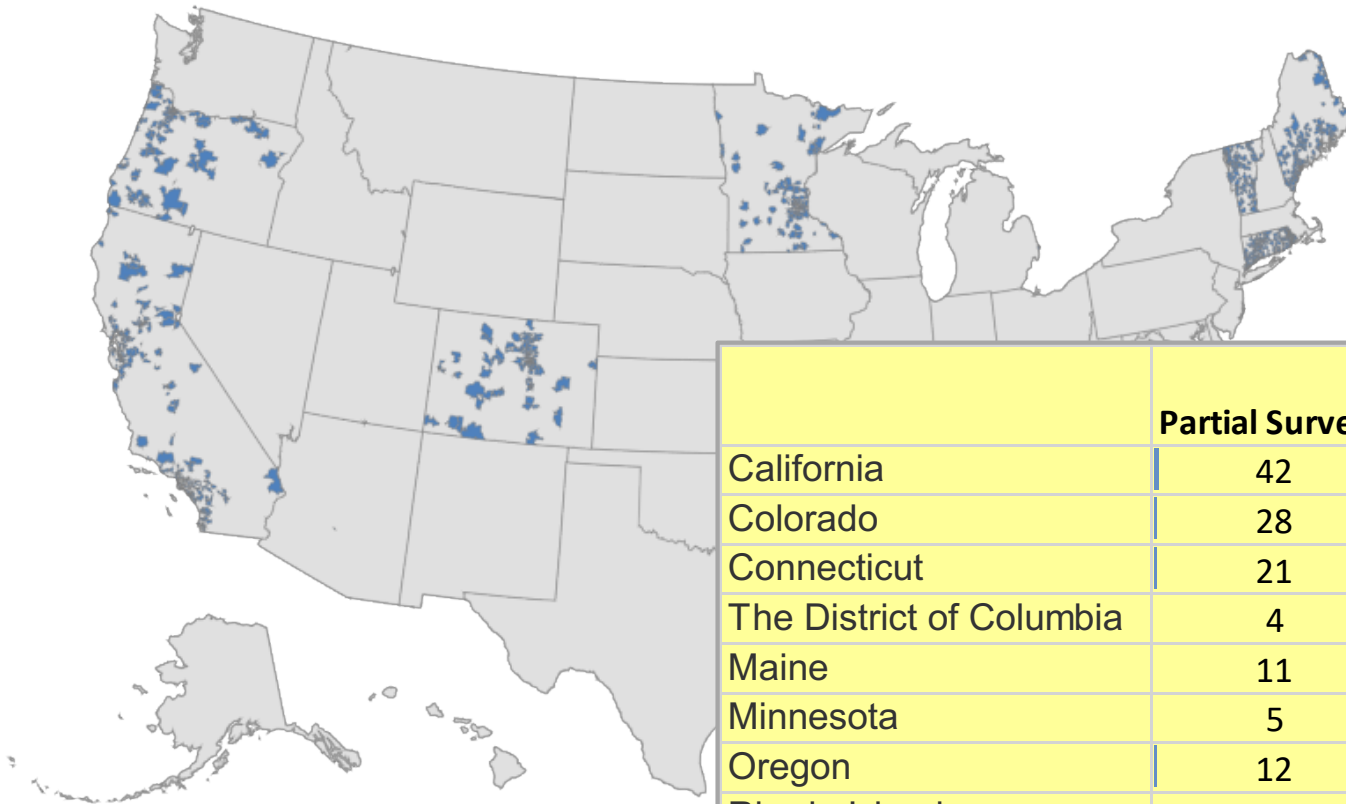 Partial Surve
California 42
Colorado 28
Connecticut 21
The District of Columbia 4
Maine 11
Minnesota 5
Oregon 12